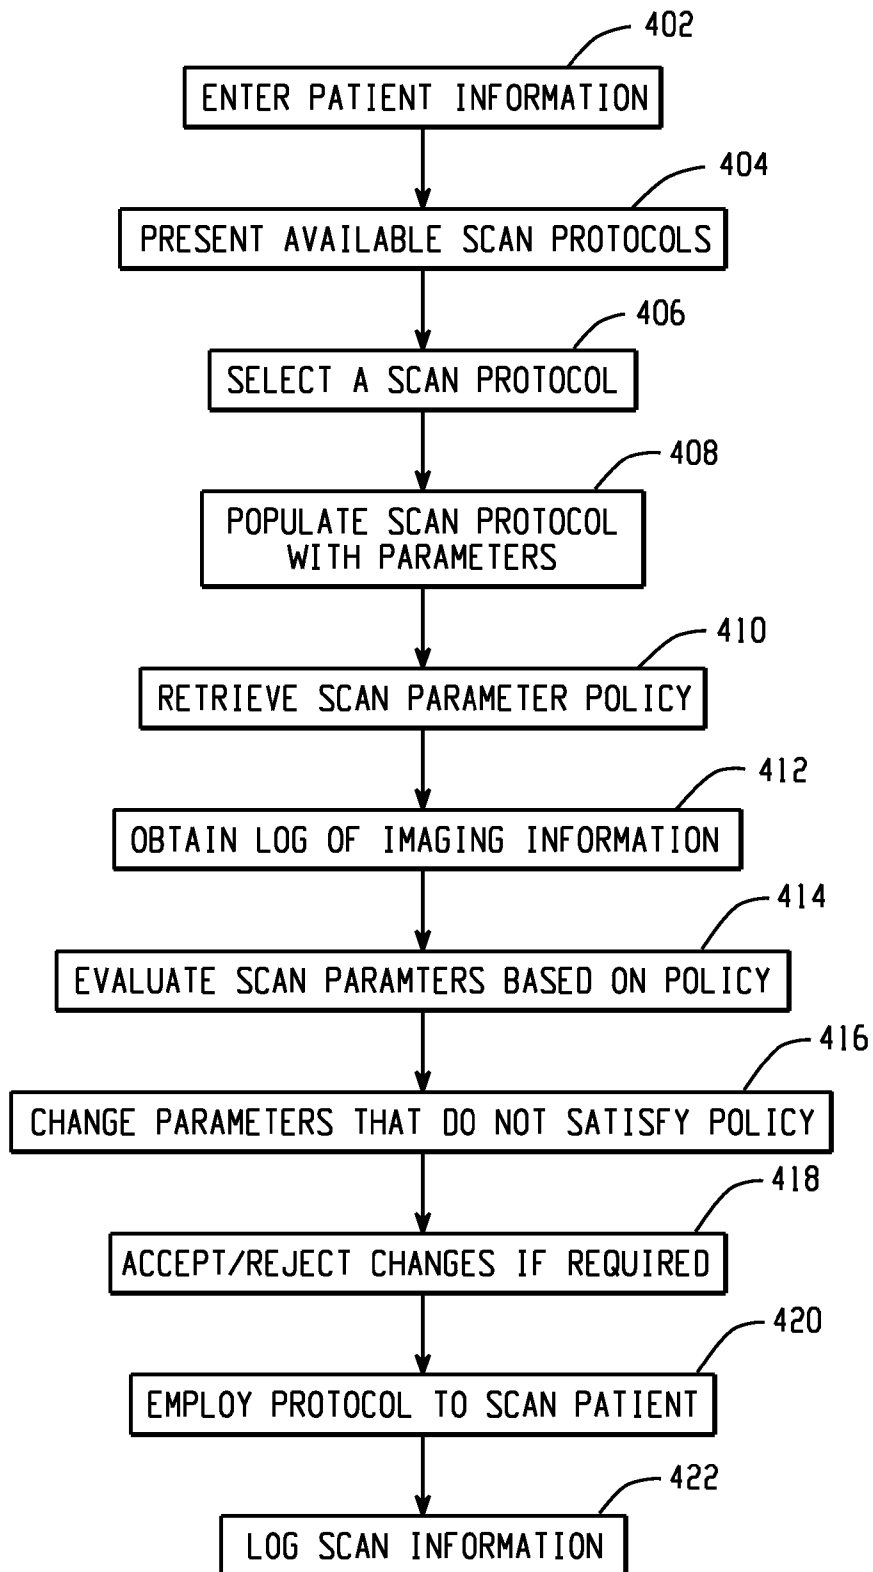 402
ENTER PATIENT INFORMATION
404
PRESENT AVAILABLE SCAN PROTOCOLS
406
SELECT A SCAN PROTOCOL
408
POPULATE SCAN PROTOCOL
WITH PARAMETERS
410
RETRIEVE SCAN PARAMETER POLICY
412
OBTAIN LOG OF IMAGING INFORMATION
414
EVALUATE SCAN PARAMTERS BASED ON POLICY
416
CHANGE PARAMETERS THAT DO NOT SATISFY POLICY
418
ACCEPT/REJECT CHANGES IF REQUIRED
420
EMPLOY PROTOCOL TO SCAN PATIENT
422
LOG SCAN INFORMATION